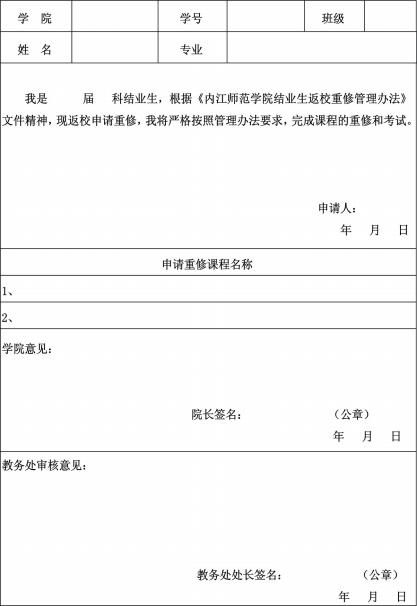 学 院 学号 班级
姓 名 专业
我是 届 科结业生，根据《内江师范学院结业生返校重修管理办法》
文件精神，现返校申请重修，我将严格按照管理办法要求，完成课程的重修和考试。
申请人：
年 月 日
申请重修课程名称
1、
2、
学院意见：
院长签名： （公章）
年 月 日
教务处审核意见：
教务处处长签名： （公章）
年 月 日